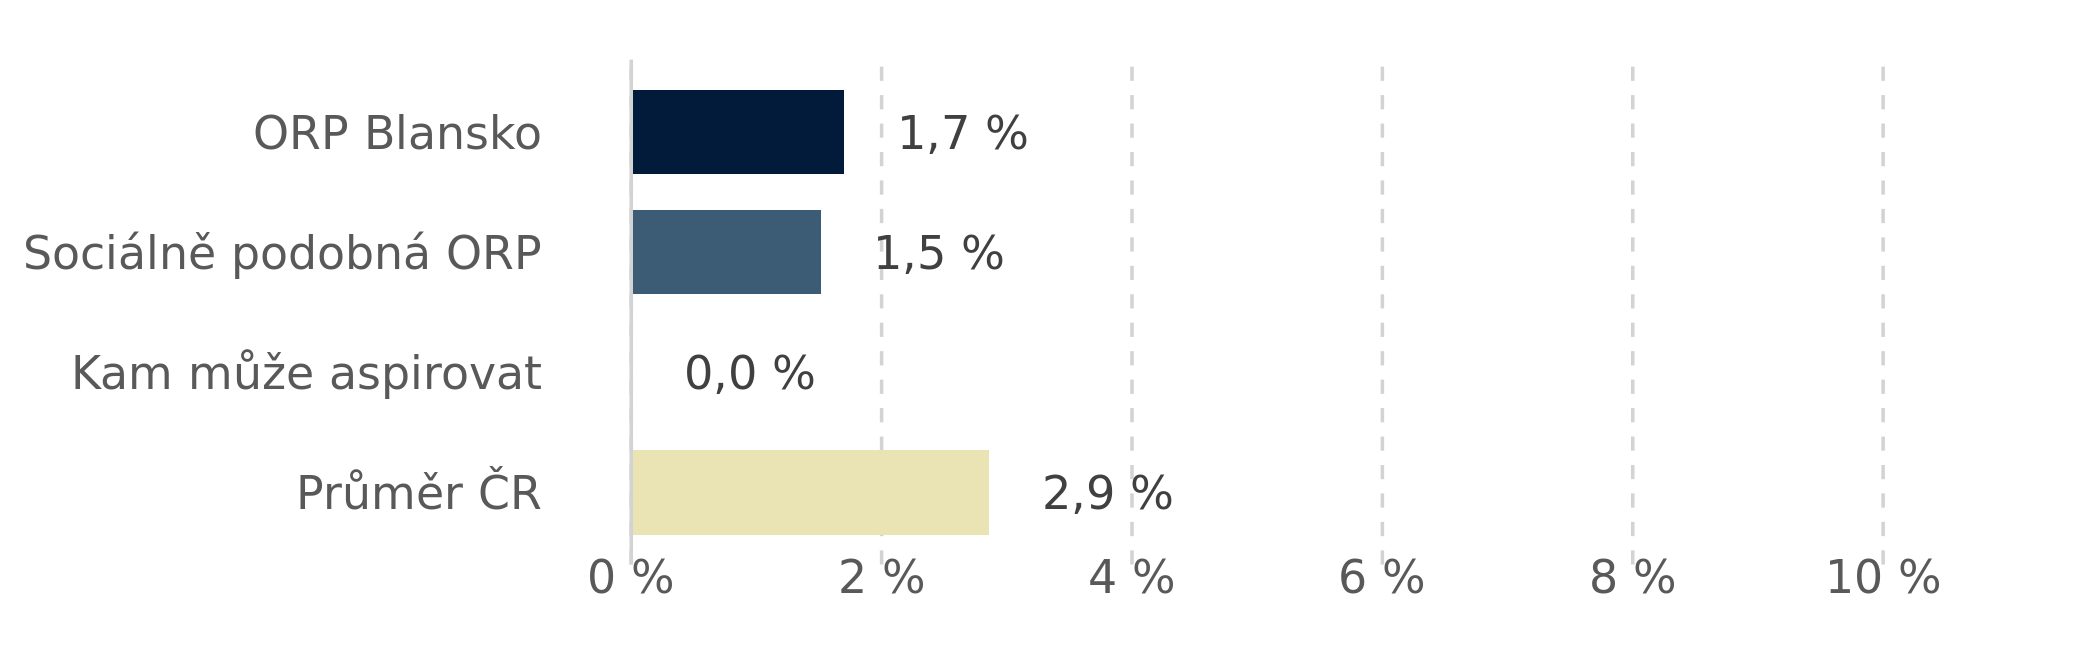 ORP Blansko 1,7 %
Sociálně podobná ORP 1,5 %
Kam může aspirovat 0,0 %
Průměr ČR 2,9 %
0 % 2 % 4 % 6 % 8 % 10 %